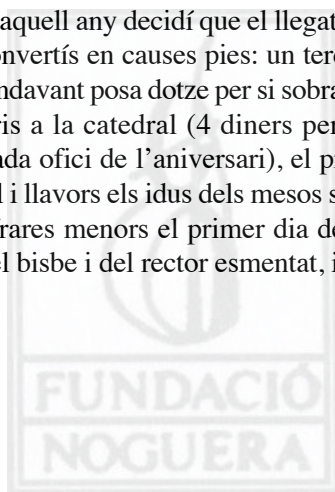 aquell any decidí que el llegat
nvertís en causes pies: un terc
ndavant posa dotze per si sobra
ris a la catedral (4 diners per
ada ofici de l'aniversari), el p
l i llavors els idus dels mesos s
rares menors el primer dia de
el bisbe i del rector esmentat, i
FUNDACIÓ
NOGUERA